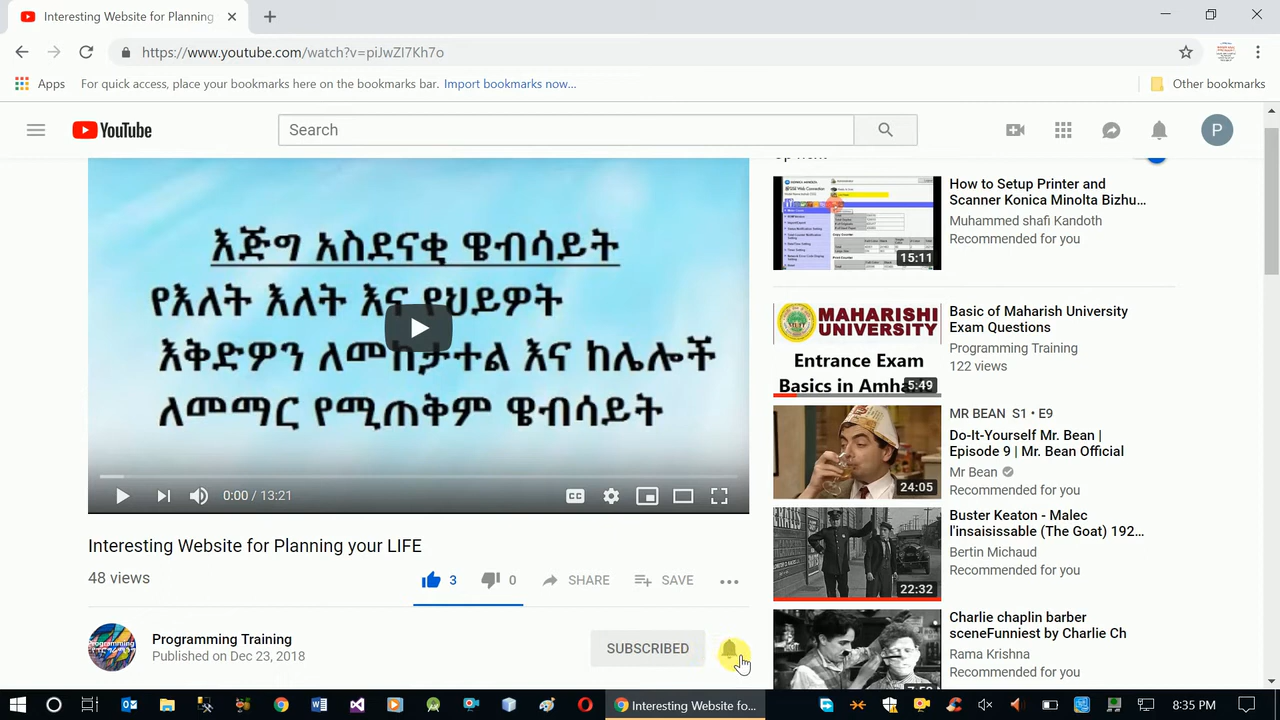 Interesting Website for Planning
https://www.youtube.com/watch?v=piJwZI7Kh7o
Apps
For quick access, place your bookmarks here on the bookmarks bar. Import bookmarks now...
Other bookmarks
YouTube
Search
P
እጅግ አስደናቂ ዌብሰይት
የእለት እለት እና የህይዎት
እቅድዎን ለመከታተል እና ከሌሎች
ለመማር የሚጠቅም ዌብሳይት
0:00 / 13:21
Interesting Website for Planning your LIFE
48 views
3
0
SHARE
SAVE
Programming Training
Published on Dec 23, 2018
SUBSCRIBED
Up next
How to Setup Printer and
Scanner Konica Minolta Bizhu...
Muhammed shafi Kandoth
Recommended for you
15:11
MAHARISHI
UNIVERSITY
Entrance Exam
Basics in Amha
5:49
Basic of Maharish University
Exam Questions
Programming Training
122 views
MR BEAN S1 • E9
Do-It-Yourself Mr. Bean |
Episode 9 | Mr. Bean Official
Mr Bean
Recommended for you
24:05
Buster Keaton - Malec
l'insaisissable (The Goat) 192...
Bertin Michaud
Recommended for you
22:32
Charlie chaplin barber
sceneFunniest by Charlie Ch
Rama Krishna
Recommended for you
Interesting Website fo...
8:35 PM